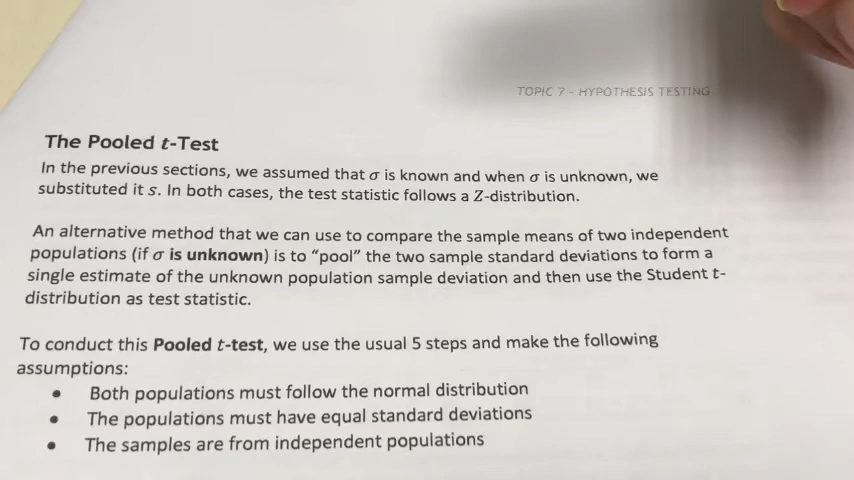 TOPIC 7 - HYPOTHESIS TESTING
The Pooled t-Test
In the previous sections, we assumed that σ is known and when σ is unknown, we
substituted it s. In both cases, the test statistic follows a Z-distribution.
An alternative method that we can use to compare the sample means of two independent
populations (if σ is unknown) is to “pool” the two sample standard deviations to form a
single estimate of the unknown population sample deviation and then use the Student t-
distribution as test statistic.
To conduct this Pooled t-test, we use the usual 5 steps and make the following
assumptions:
• Both populations must follow the normal distribution
• The populations must have equal standard deviations
• The samples are from independent populations